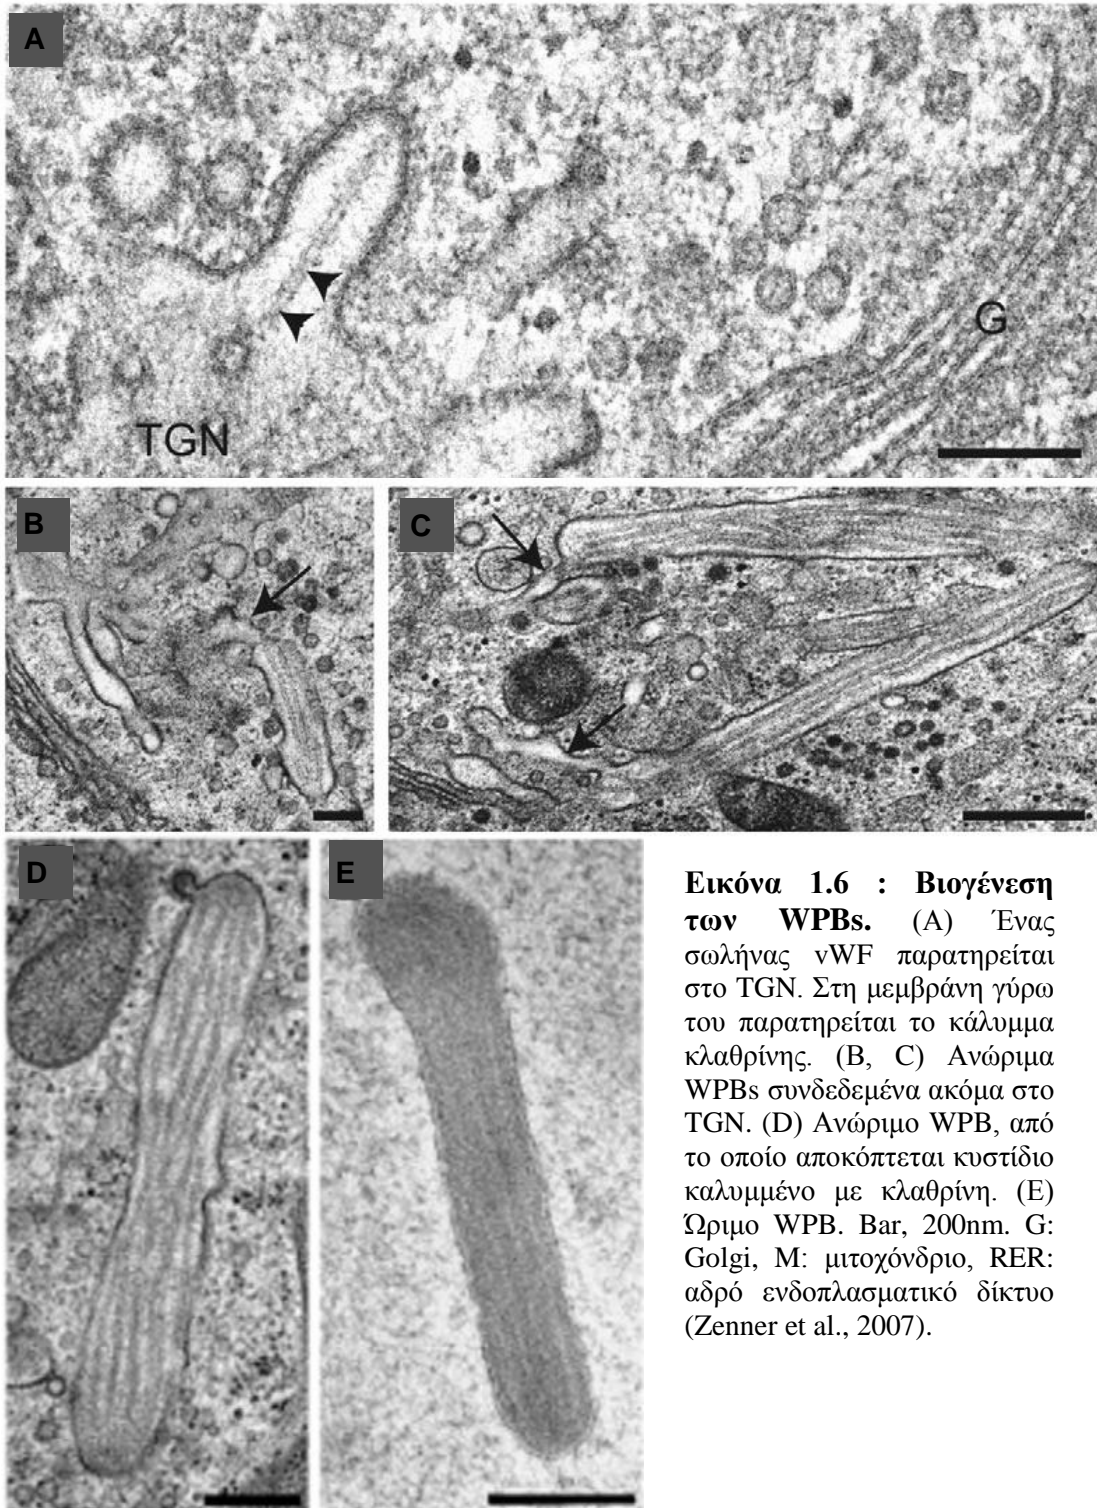 A
TGN
G
B
C
D
E
Εικόνα 1.6 : Βιογένεση
των WPBs. (A) Ένας
σωλήνας vWF παρατηρείται
στο TGN. Στη μεμβράνη γύρω
του παρατηρείται το κάλυμμα
κλαθρίνης. (B, C) Ανώριμα
WPBs συνδεδεμένα ακόμα στο
TGN. (D) Ανώριμο WPB, από
το οποίο αποκόπτεται κυστίδιο
καλυμμένο με κλαθρίνη. (E)
Ώριμο WPB. Bar, 200nm. G:
Golgi, M: μιτοχόνδριο, RER:
αδρό ενδοπλασματικό δίκτυο
(Zenner et al., 2007).